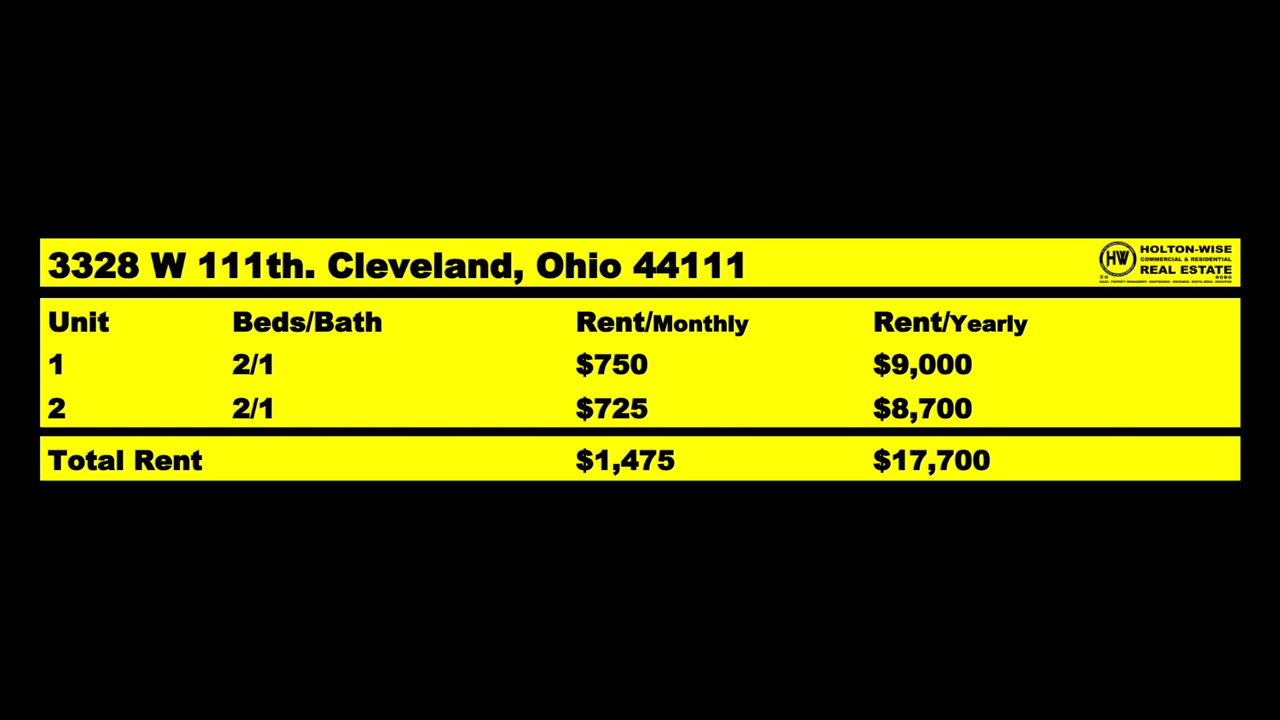 3328 W 111th. Cleveland, Ohio 44111
HOLTON-WISE
COMMERCIAL & RESIDENTIAL
REAL ESTATE
HW
Unit Beds/Bath Rent/Monthly Rent/Yearly
1 2/1 $750 $9,000
2 2/1 $725 $8,700
Total Rent $1,475 $17,700